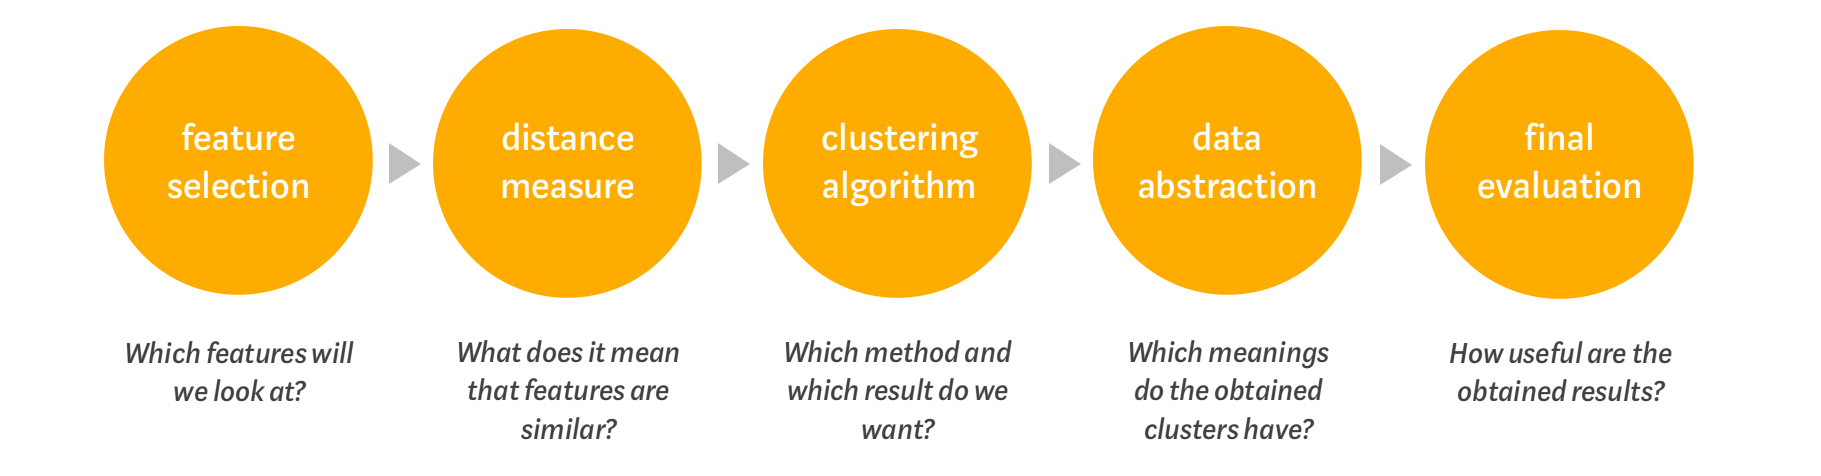 feature
selection
distance
measure
clustering
algorithm
data
abstraction
final
evaluation
Which features will
we look at?
What does it mean
that features are
similar?
Which method and
which result do we
want?
Which meanings
do the obtained
clusters have?
How useful are the
obtained results?